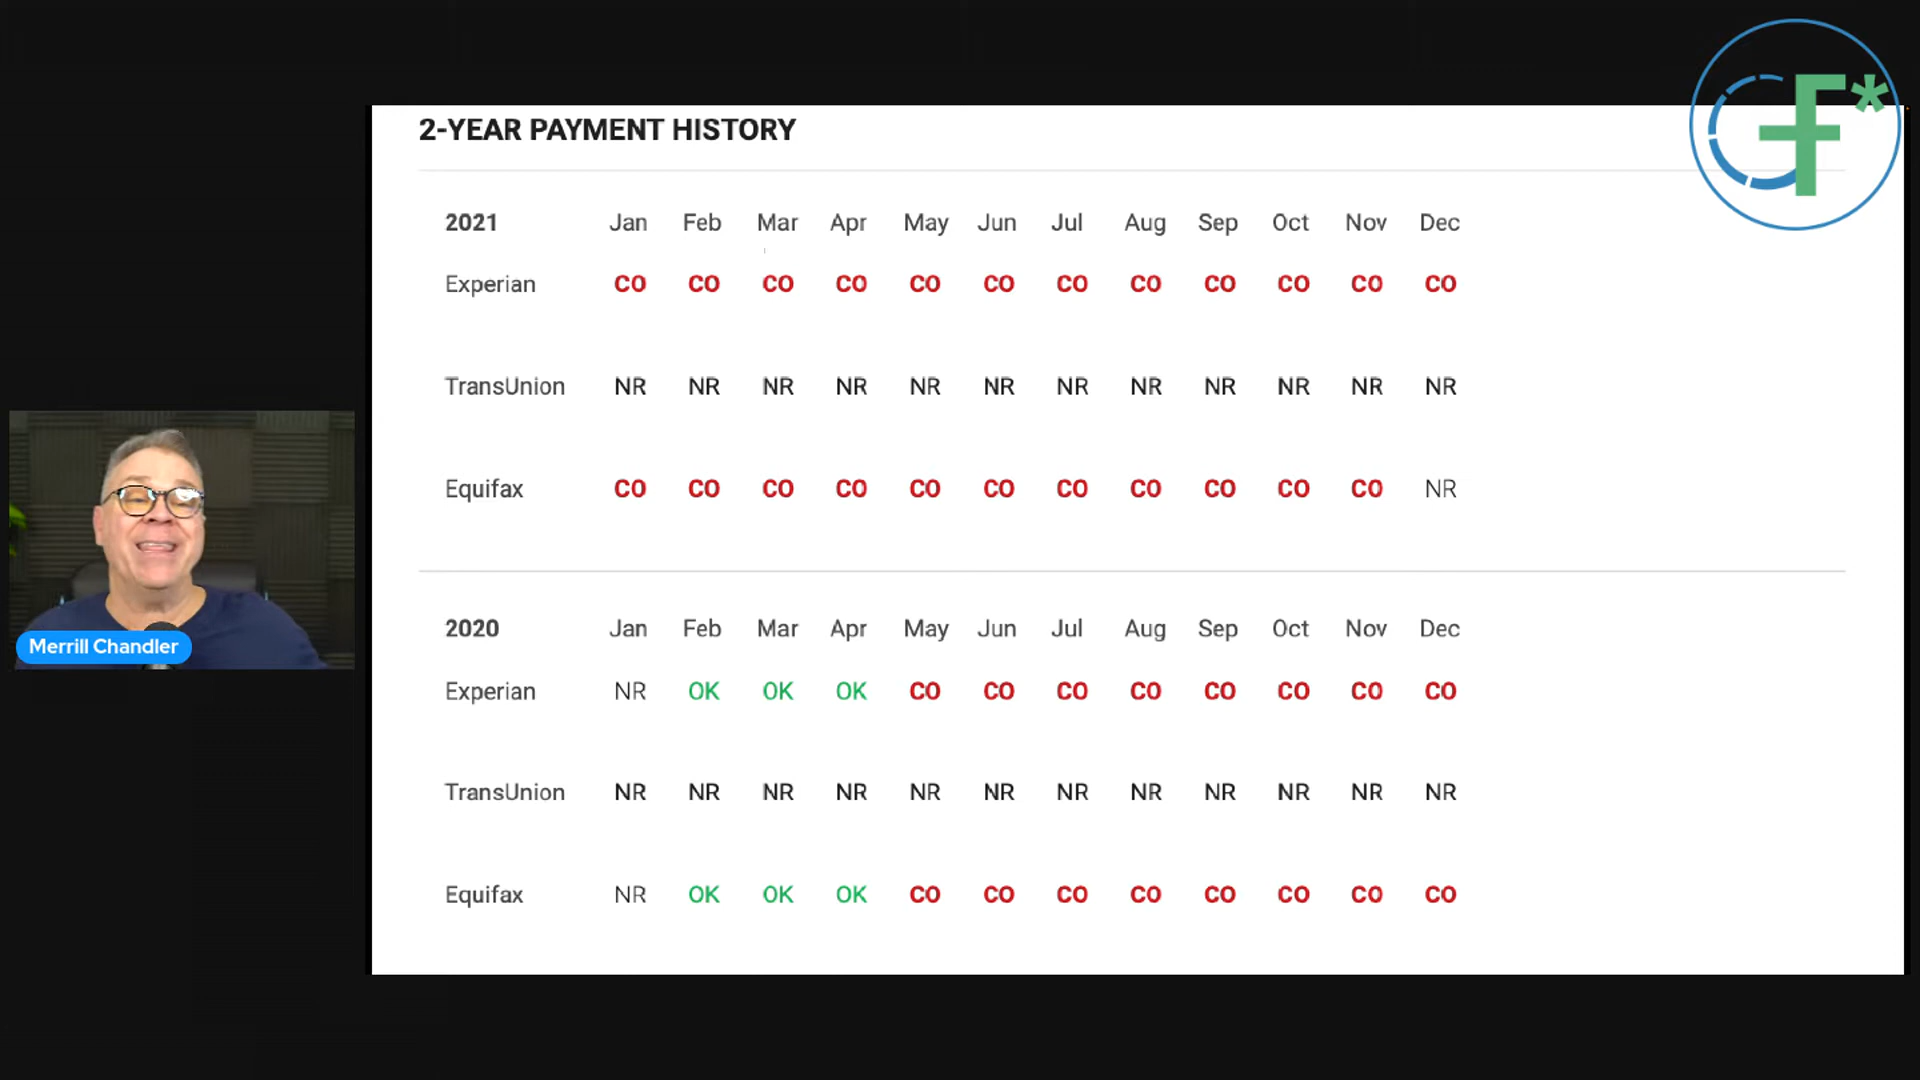 2-YEAR PAYMENT HISTORY
2021 Jan Feb Mar Apr May Jun Jul Aug Sep Oct Nov Dec
Experian CO CO CO CO CO CO CO CO CO CO CO CO
TransUnion NR NR NR NR NR NR NR NR NR NR NR NR
Equifax CO CO CO CO CO CO CO CO CO CO CO NR
2020 Jan Feb Mar Apr May Jun Jul Aug Sep Oct Nov Dec
Experian NR OK OK OK CO CO CO CO CO CO CO CO
TransUnion NR NR NR NR NR NR NR NR NR NR NR NR
Equifax NR OK OK OK CO CO CO CO CO CO CO CO
Merrill Chandler
GF*